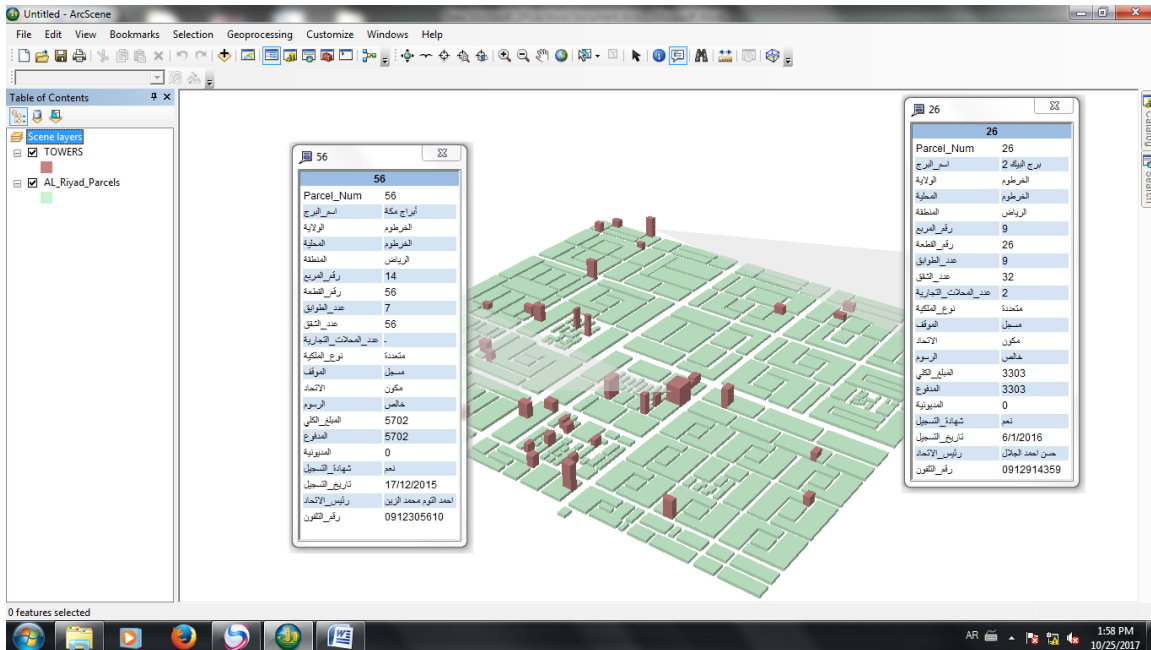 Untitled - ArcScene
File Edit View Bookmarks Selection Geoprocessing Customize Windows Help
Table of Contents
Scene layers
TOWERS
AL_Riyad_Parcels
56
56
Parcel_Num 56
اسم_البرج أبراج مكة
الولاية الخرطوم
المحلية الخرطوم
المنطقة الرياض
رقم_المربع 14
رقم_القطعة 56
عدد_الطوابق 7
عدد_الشقق 56
عدد_المحلات_التجارية -
نوع_الملكية متعددة
الموقف مسجل
الاتحاد مكون
الرسوم خالص
المبلغ_الكلي 5702
المدفوع 5702
المديونية 0
شهادة_التسجيل نعم
تاريخ_التسجيل 17/12/2015
رئيس_الاتحاد احمد التوم محمد الزين
رقم_التلفون 0912305610
26
26
Parcel_Num 26
اسم_البرج برج البيك 2
الولاية الخرطوم
المحلية الخرطوم
المنطقة الرياض
رقم_المربع 9
رقم_القطعة 26
عدد_الطوابق 9
عدد_الشقق 32
عدد_المحلات_التجارية 2
نوع_الملكية متعددة
الموقف مسجل
الاتحاد مكون
الرسوم خالص
المبلغ_الكلي 3303
المدفوع 3303
المديونية 0
شهادة_التسجيل نعم
تاريخ_التسجيل 6/1/2016
رئيس_الاتحاد حسن احمد الجلال
رقم_التلفون 0912914359
Catalog
Search
0 features selected
AR
1:58 PM
10/25/2017